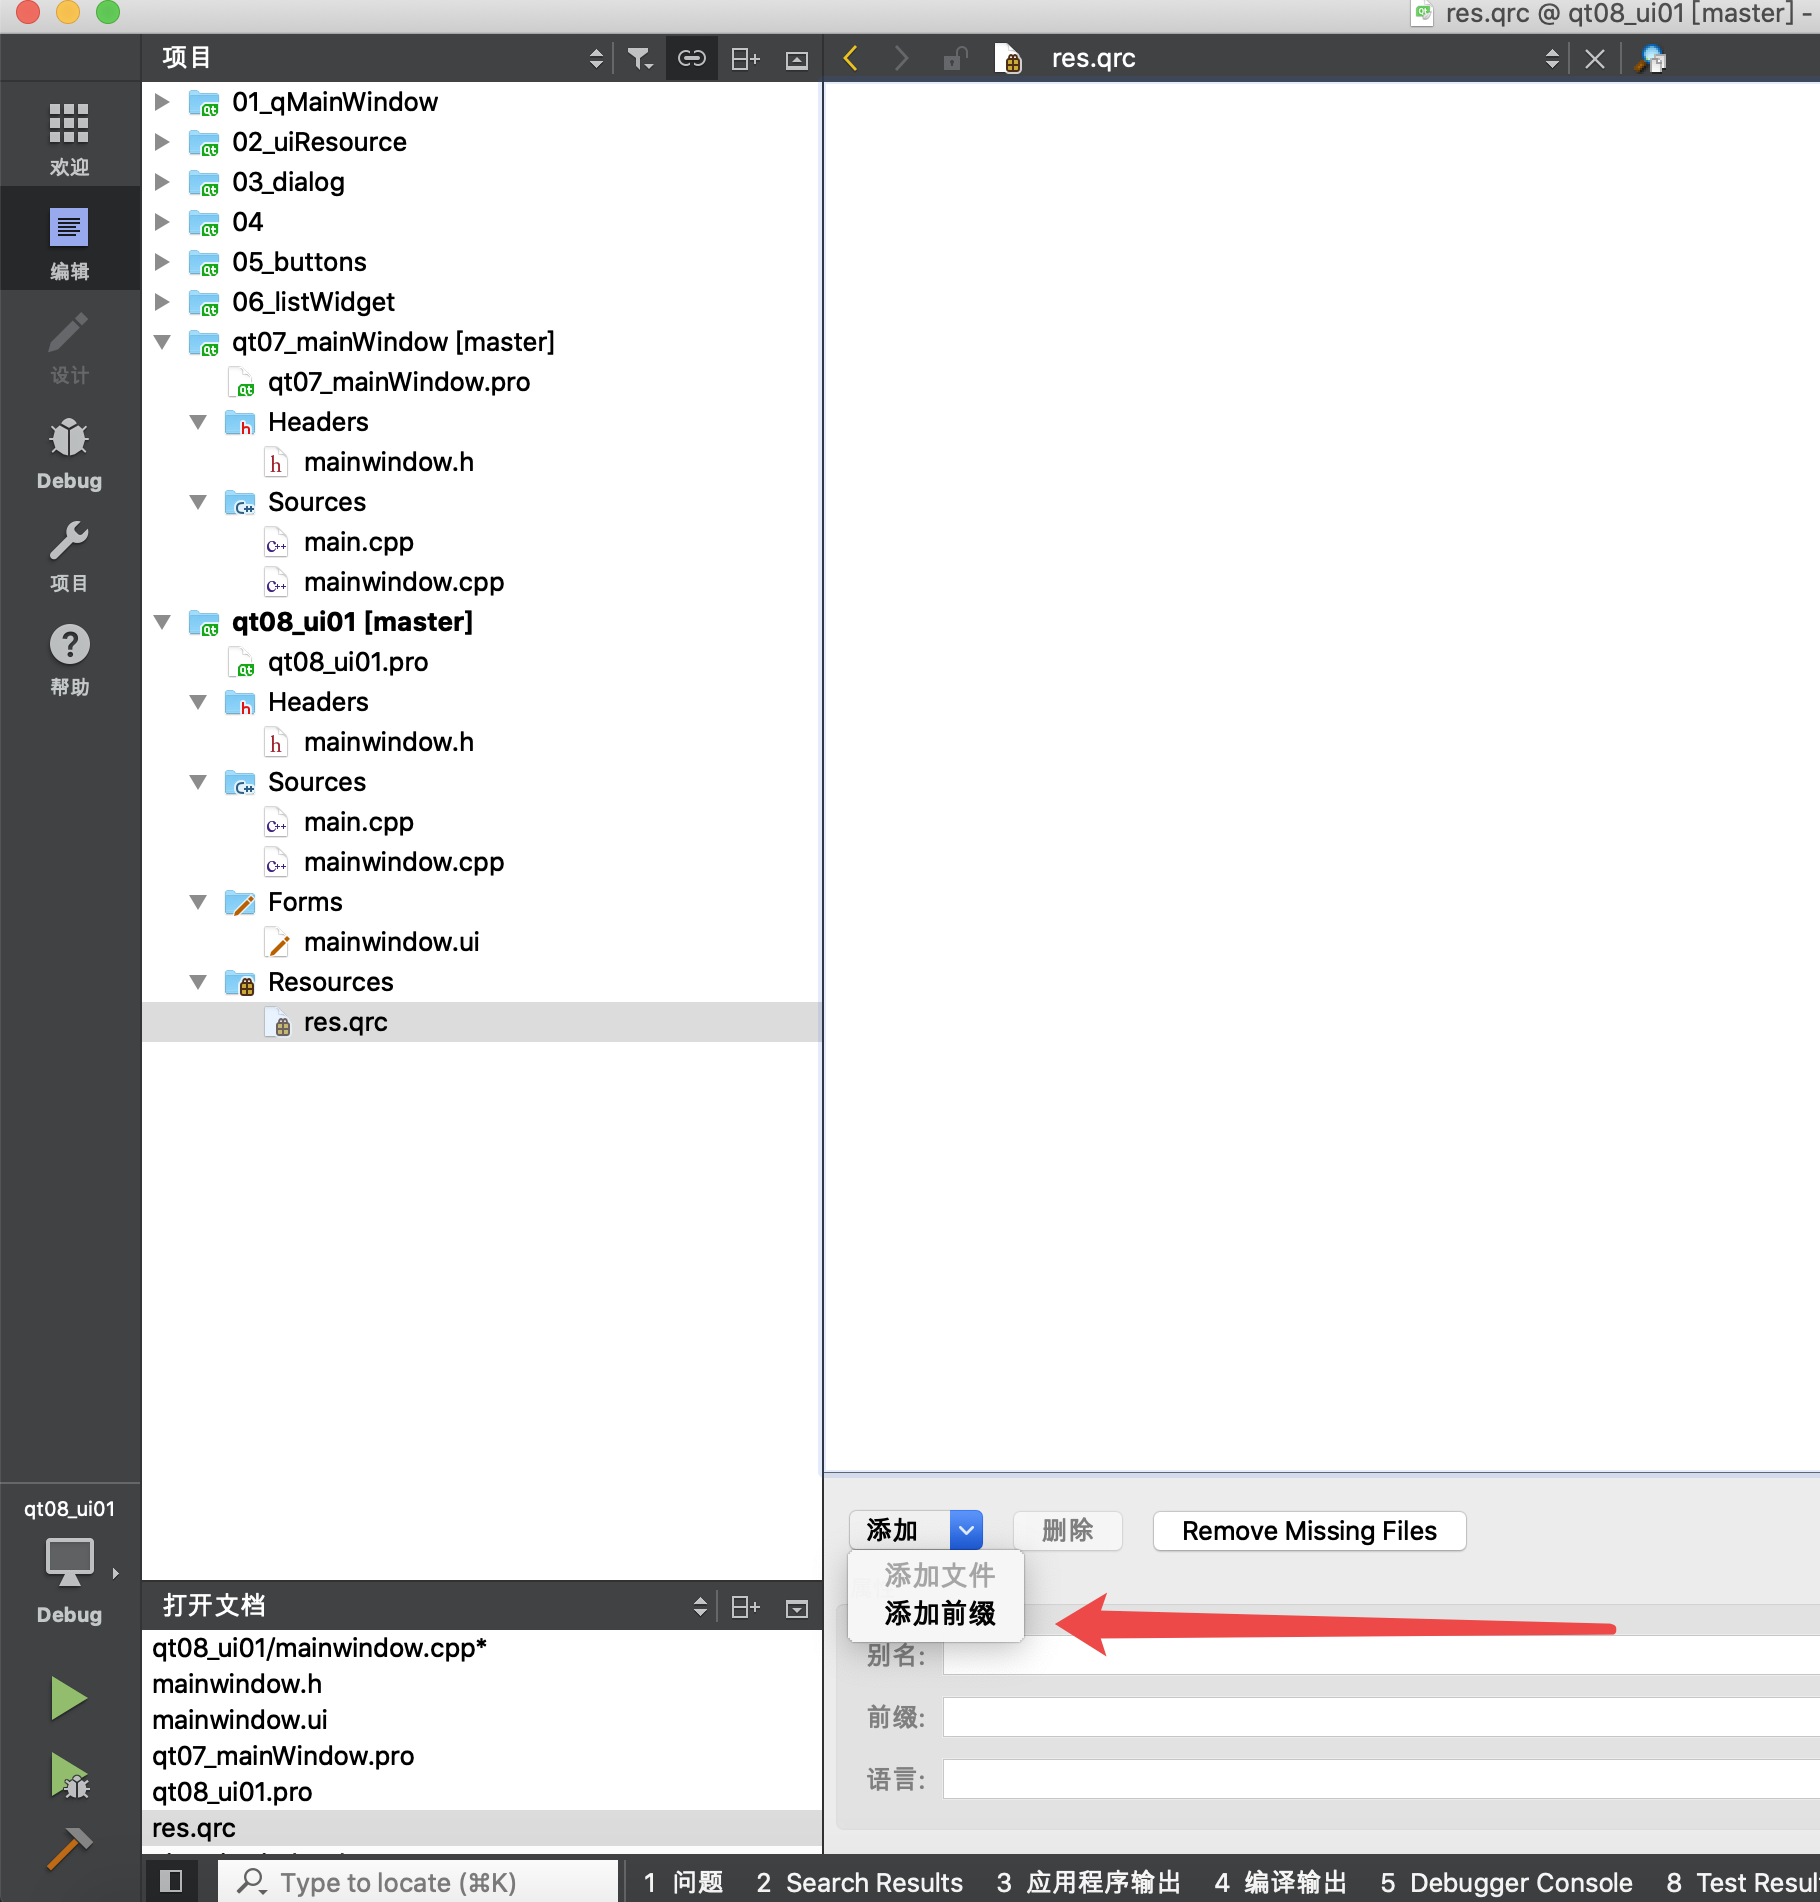 res.qrc @ qt08_ui01 [master] -
项目
res.qrc
欢迎
编辑
设计
Debug
项目
帮助
01_qMainWindow
02_uiResource
03_dialog
04
05_buttons
06_listWidget
qt07_mainWindow [master]
qt07_mainWindow.pro
Headers
mainwindow.h
Sources
main.cpp
mainwindow.cpp
qt08_ui01 [master]
qt08_ui01.pro
Headers
mainwindow.h
Sources
main.cpp
mainwindow.cpp
Forms
mainwindow.ui
Resources
res.qrc
qt08_ui01
Debug
打开文档
qt08_ui01/mainwindow.cpp*
mainwindow.h
mainwindow.ui
qt07_mainWindow.pro
qt08_ui01.pro
res.qrc
添加
删除
Remove Missing Files
添加文件
添加前缀
别名:
前缀:
语言:
Type to locate (⌘K)
1 问题 2 Search Results 3 应用程序输出 4 编译输出 5 Debugger Console 8 Test Resu